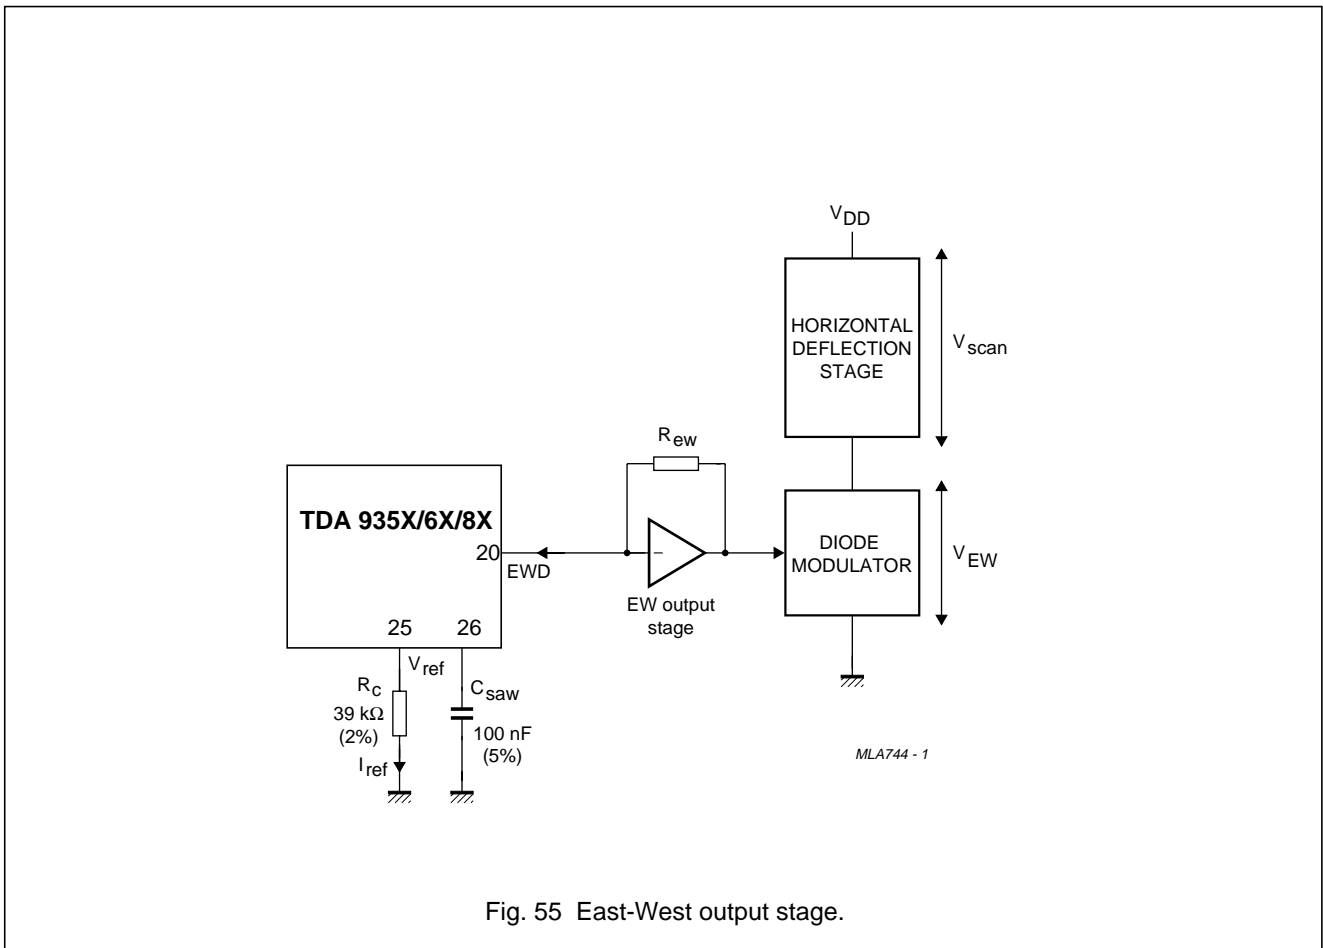 V_DD
HORIZONTAL
DEFLECTION
STAGE
V_scan
R_ew
TDA 935X/6X/8X
20
EWD
–
EW output
stage
DIODE
MODULATOR
V_EW
25 26
V_ref
R_C
39 kΩ
(2%)
I_ref
C_saw
100 nF
(5%)
MLA744 - 1
Fig. 55 East-West output stage.